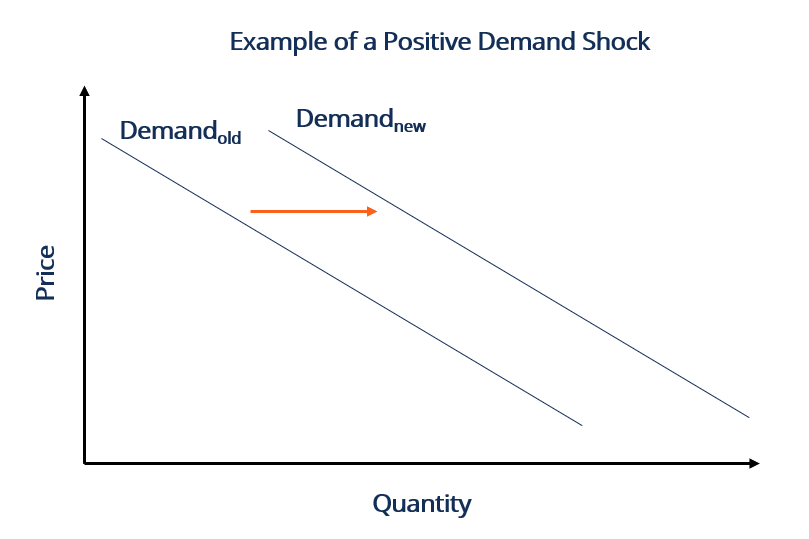 Example of a Positive Demand Shock
Demandold
Demandnew
Price
Quantity